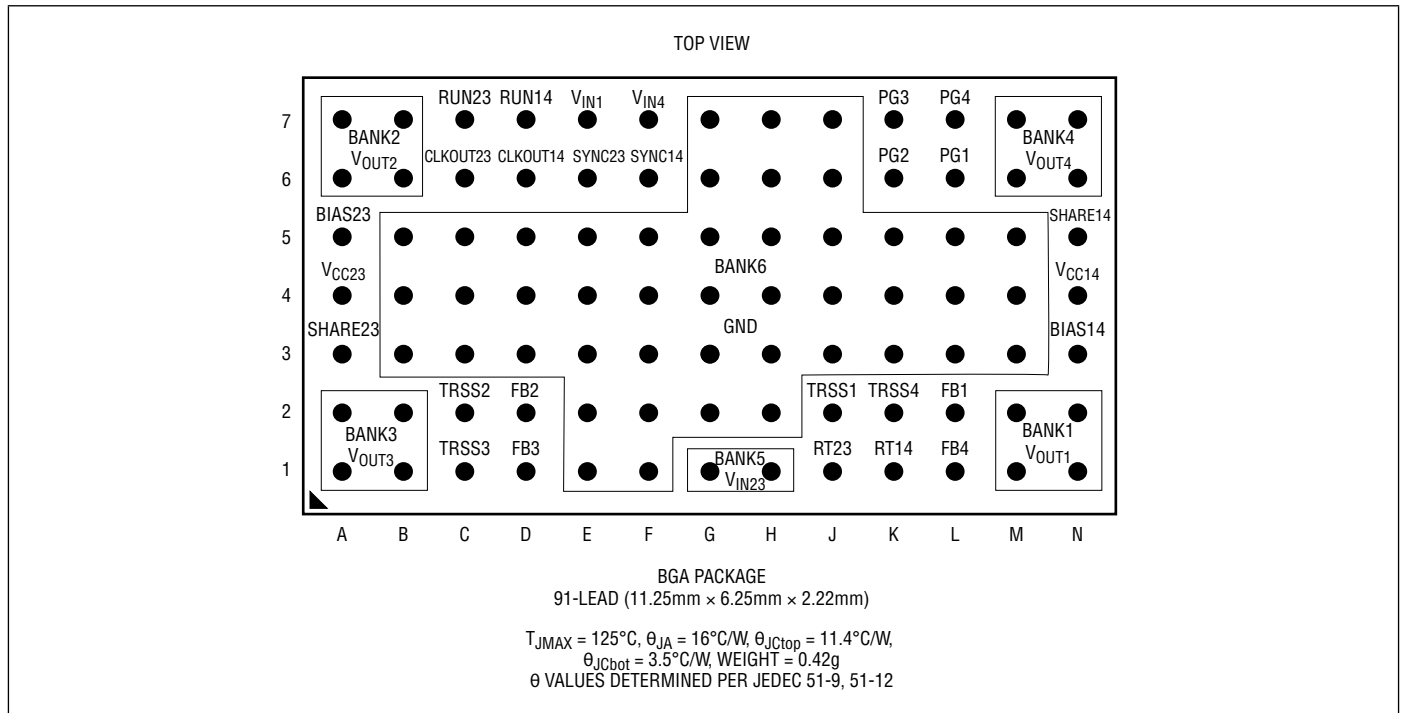 TOP VIEW
RUN23 RUN14 VIN1 VIN4 PG3 PG4
7
BANK2 BANK4
VOUT2 VOUT4
CLKOUT23 CLKOUT14 SYNC23 SYNC14 PG2 PG1
6
BIAS23 SHARE14
5
BANK6
VCC23 VCC14
4
GND
SHARE23 BIAS14
3
TRSS2 FB2 TRSS1 TRSS4 FB1
2
BANK3 BANK1
VOUT3 VOUT1
TRSS3 FB3 BANK5 RT23 RT14 FB4
1
VIN23
A B C D E F G H J K L M N
BGA PACKAGE
91-LEAD (11.25mm × 6.25mm × 2.22mm)
TJMAX = 125°C, θJA = 16°C/W, θJCtop = 11.4°C/W,
θJCbot = 3.5°C/W, WEIGHT = 0.42g
θ VALUES DETERMINED PER JEDEC 51-9, 51-12